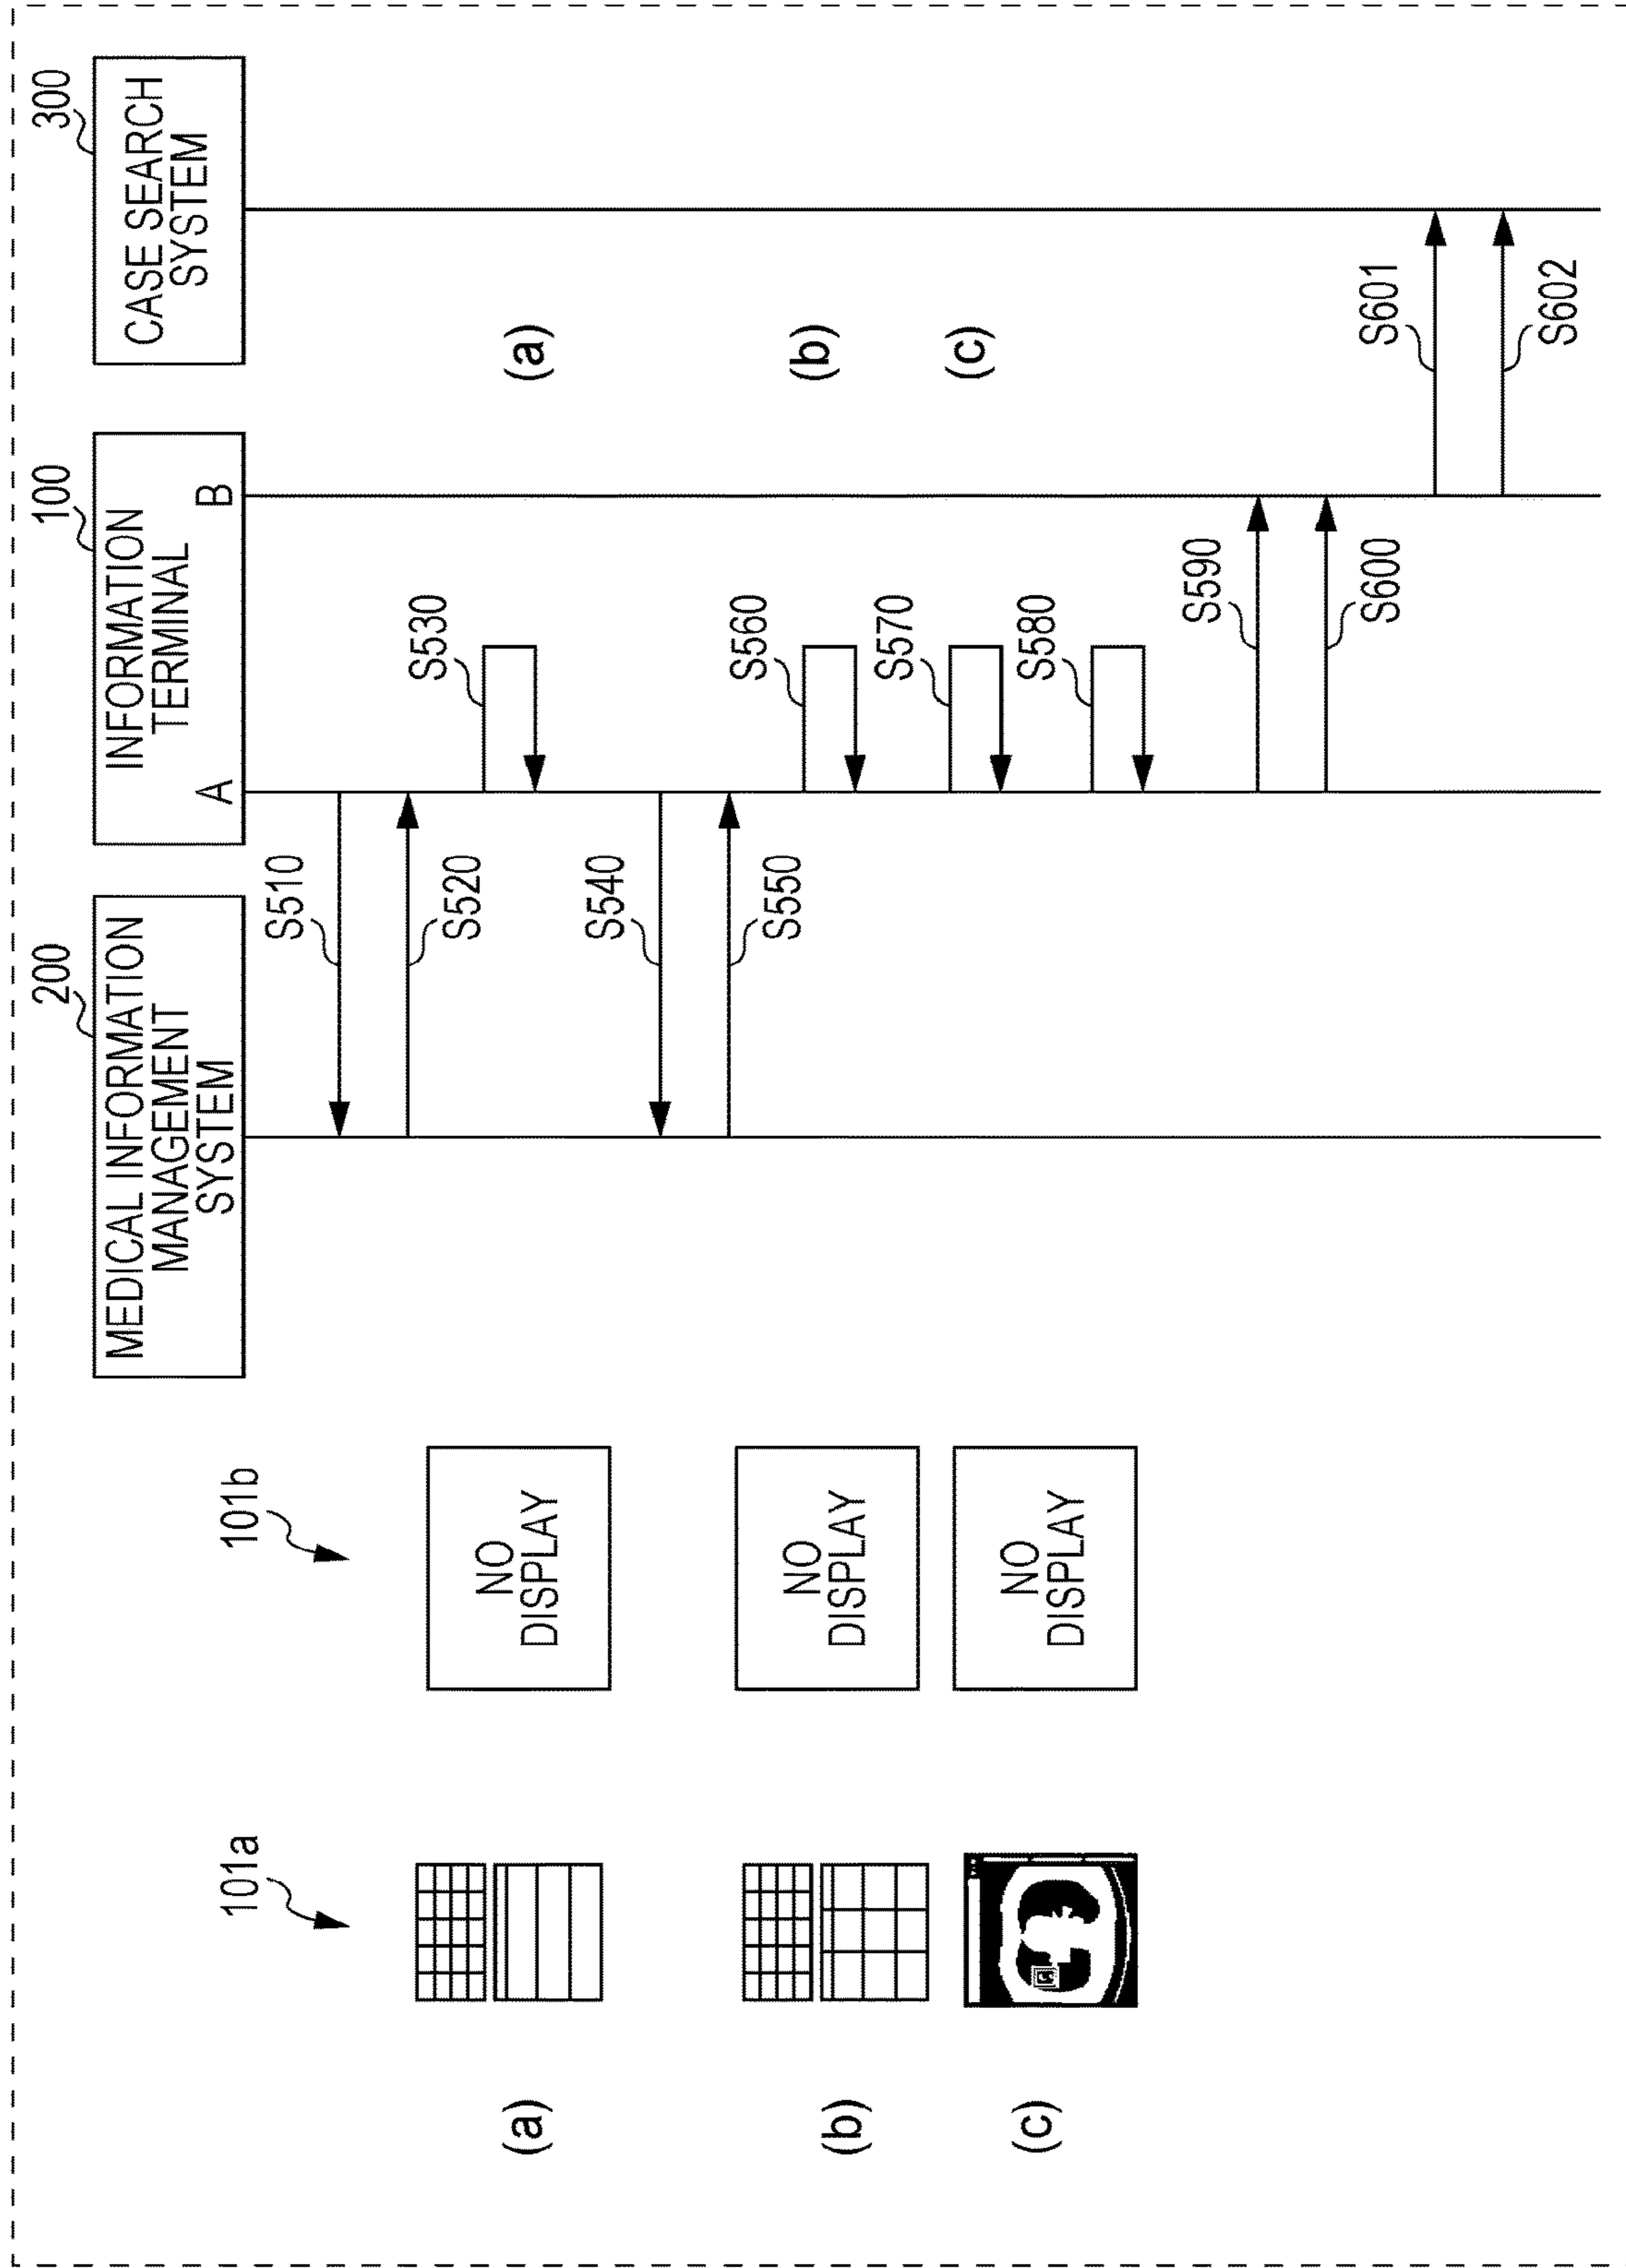 101a
101b
MEDICAL INFORMATION
MANAGEMENT
SYSTEM
200
INFORMATION
TERMINAL
100
A
B
CASE SEARCH
SYSTEM
300
S510
S520
(a)
NO
DISPLAY
S530
(a)
S540
S550
(b)
NO
DISPLAY
S560
(b)
(c)
NO
DISPLAY
S570
(c)
S580
S590
S600
S601
S602